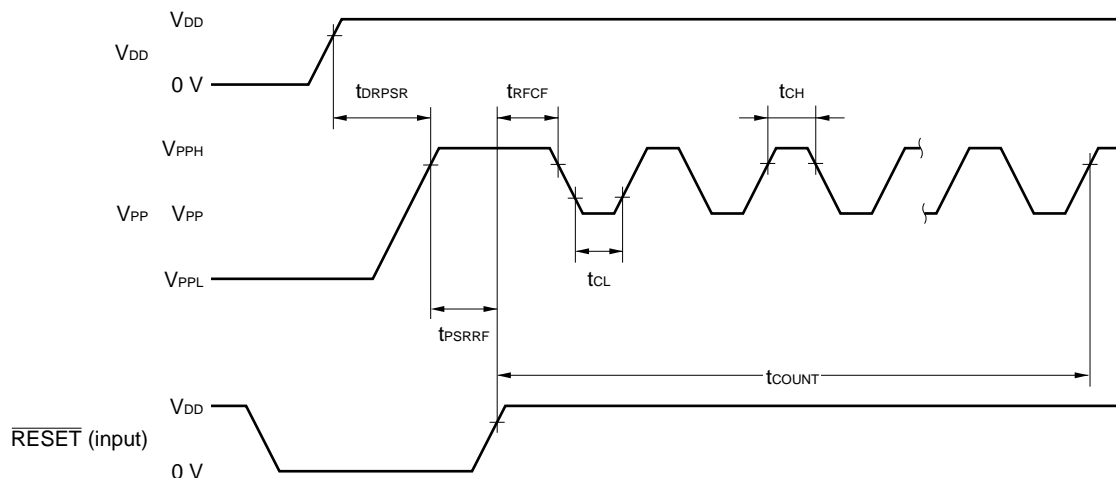 VDD
VDD
0 V
tDRPSR
tRFCF
tCH
VPPH
VPP VPP
VPPL
tCL
tPSRRF
tCOUNT
VDD
RESET (input)
0 V